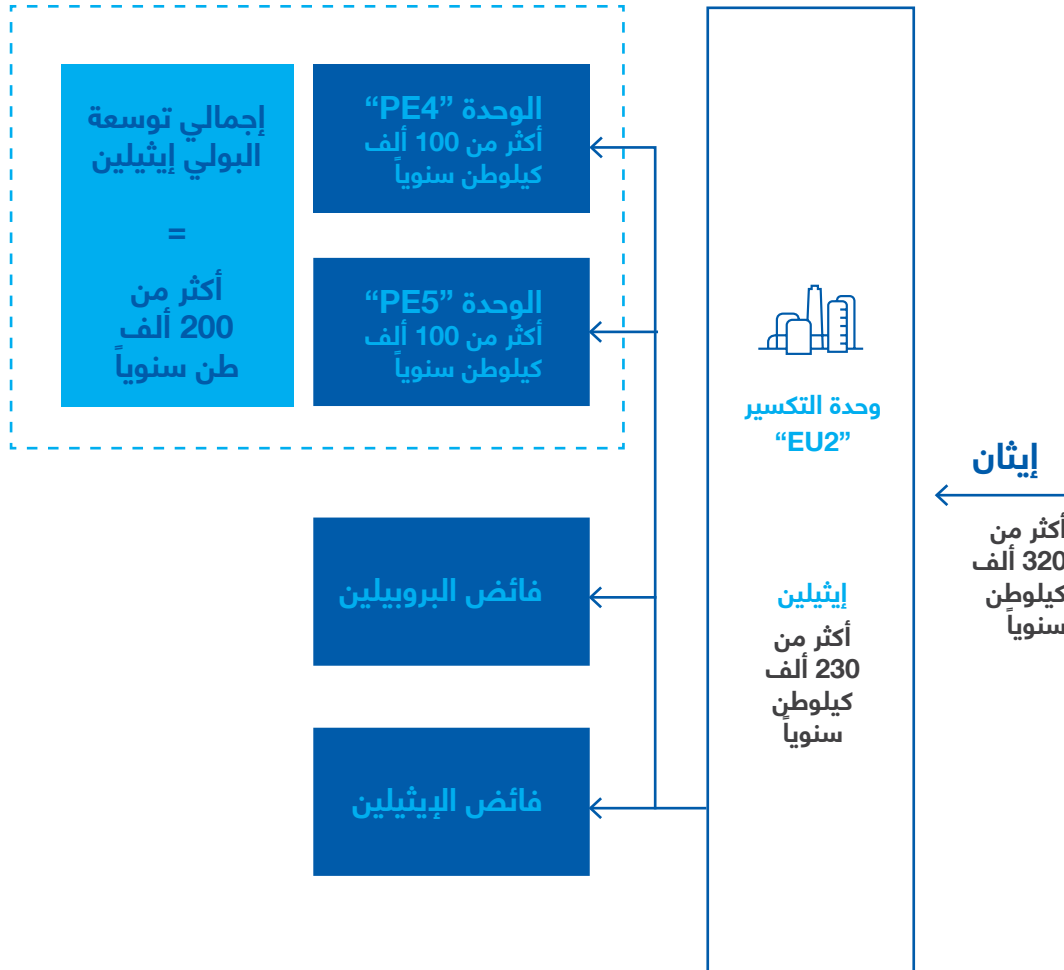 إيثان
أكثر من
320 ألف
كيلوطن
سنوياً
وحدة التكسير
“EU2”
إيثيلين
أكثر من
230 ألف
كيلوطن
سنوياً
الوحدة “PE4”
أكثر من 100 ألف
كيلوطن سنوياً
الوحدة “PE5”
أكثر من 100 ألف
كيلوطن سنوياً
فائض البروبيلين
فائض الإيثيلين
إجمالي توسعة
البولي إيثيلين
=
أكثر من
200 ألف
طن سنوياً